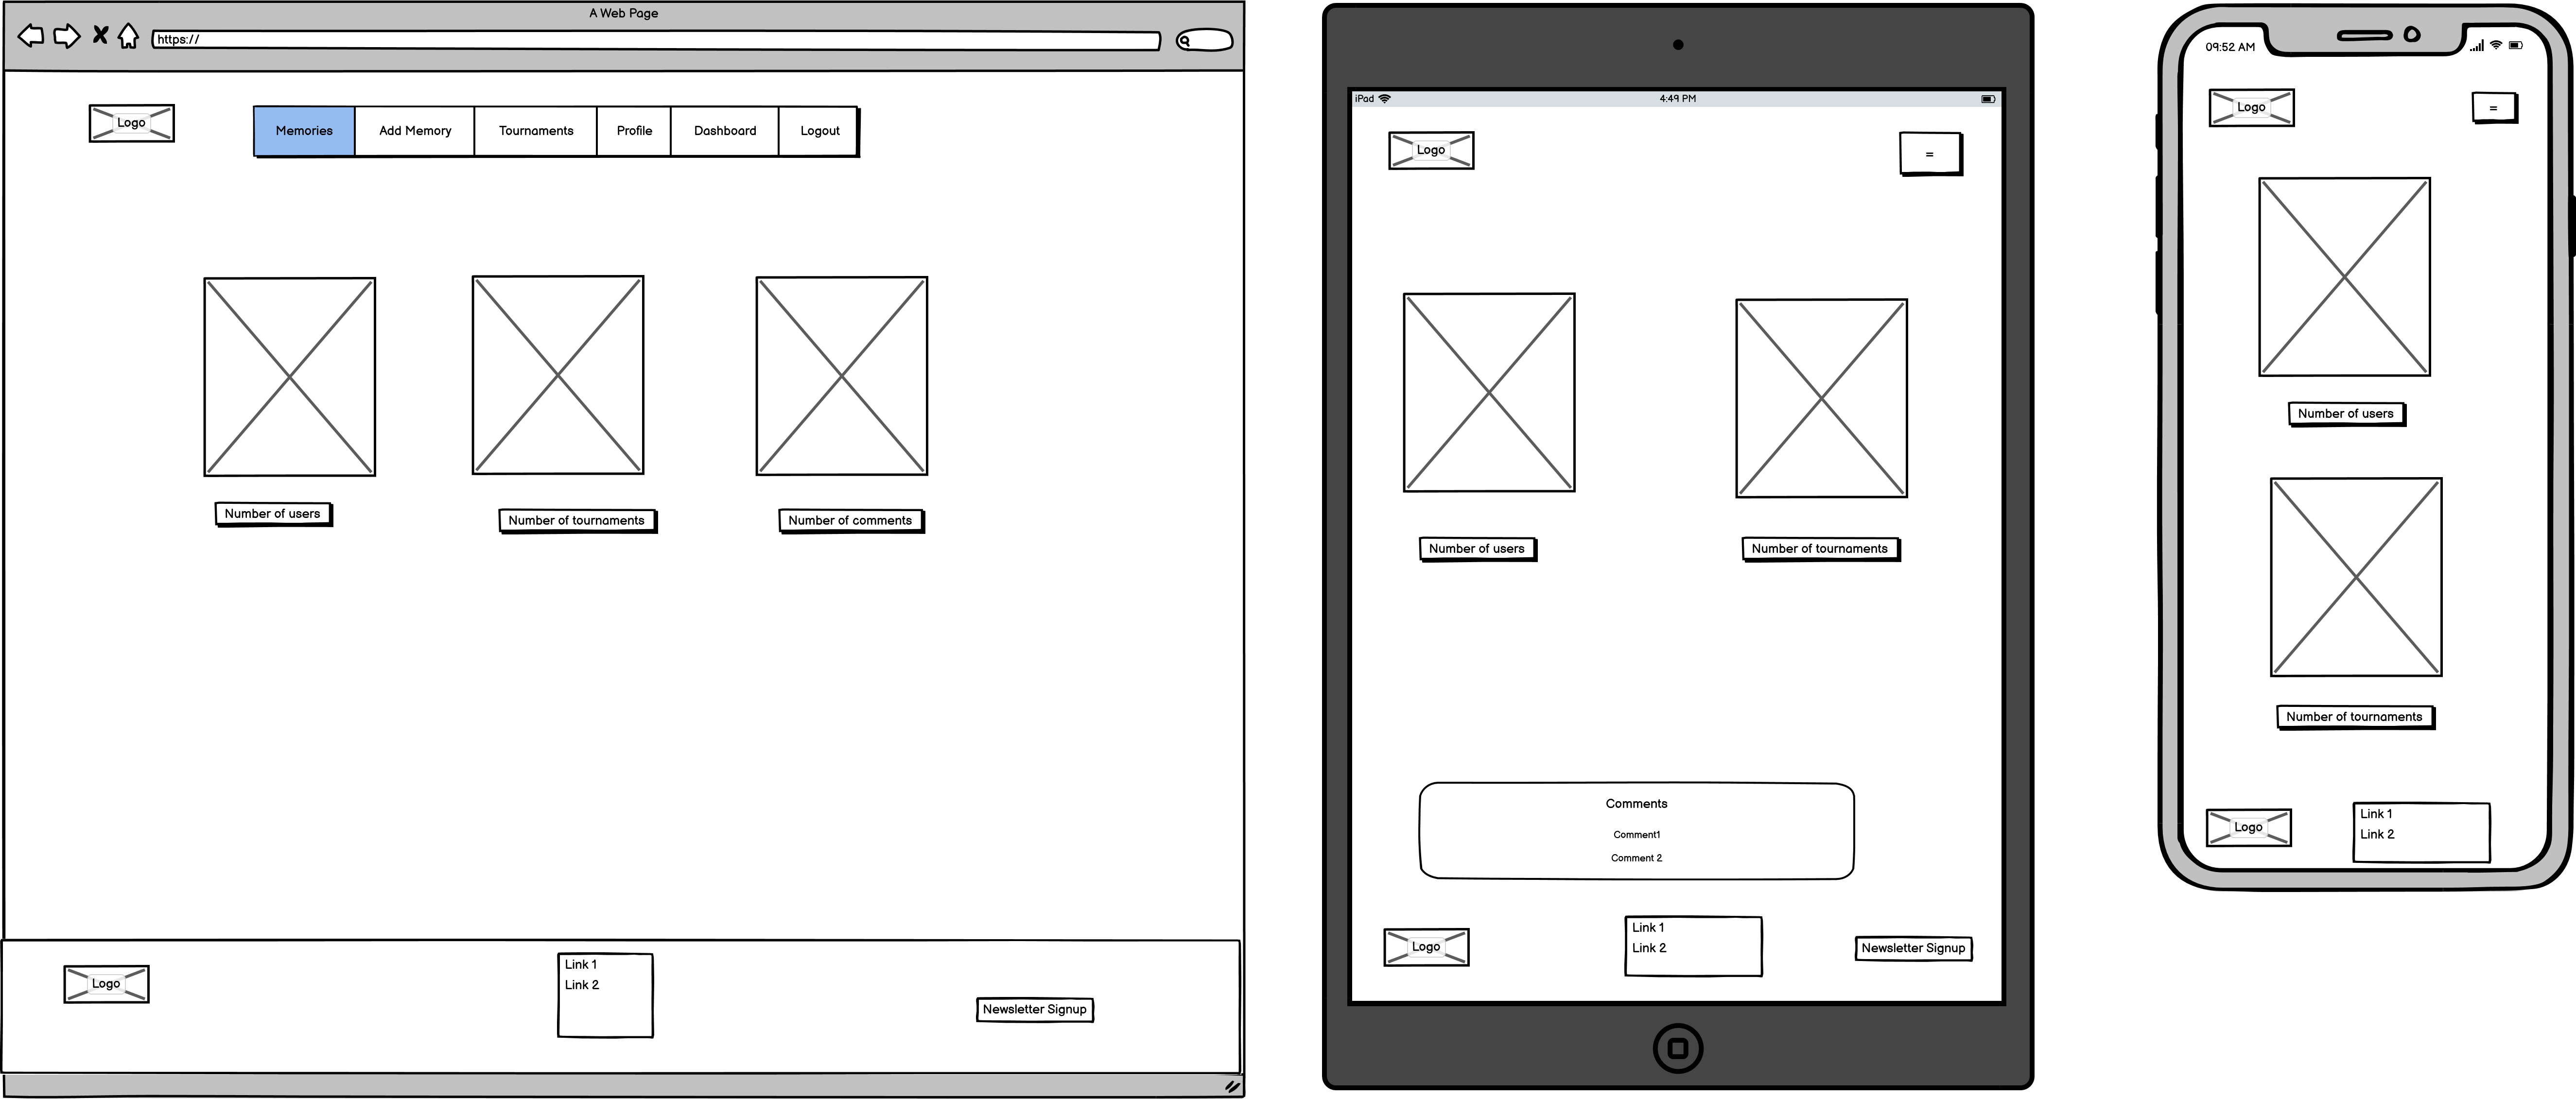 A Web Page
https://
Logo
Memories
Add Memory
Tournaments
Profile
Dashboard
Logout
Number of users
Number of tournaments
Number of comments
Logo
Link 1
Link 2
Newsletter Signup
iPad
4:49 PM
Logo
=
Number of users
Number of tournaments
Comments
Comment1
Comment 2
Logo
Link 1
Link 2
Newsletter Signup
09:52 AM
Logo
=
Number of users
Number of tournaments
Logo
Link 1
Link 2